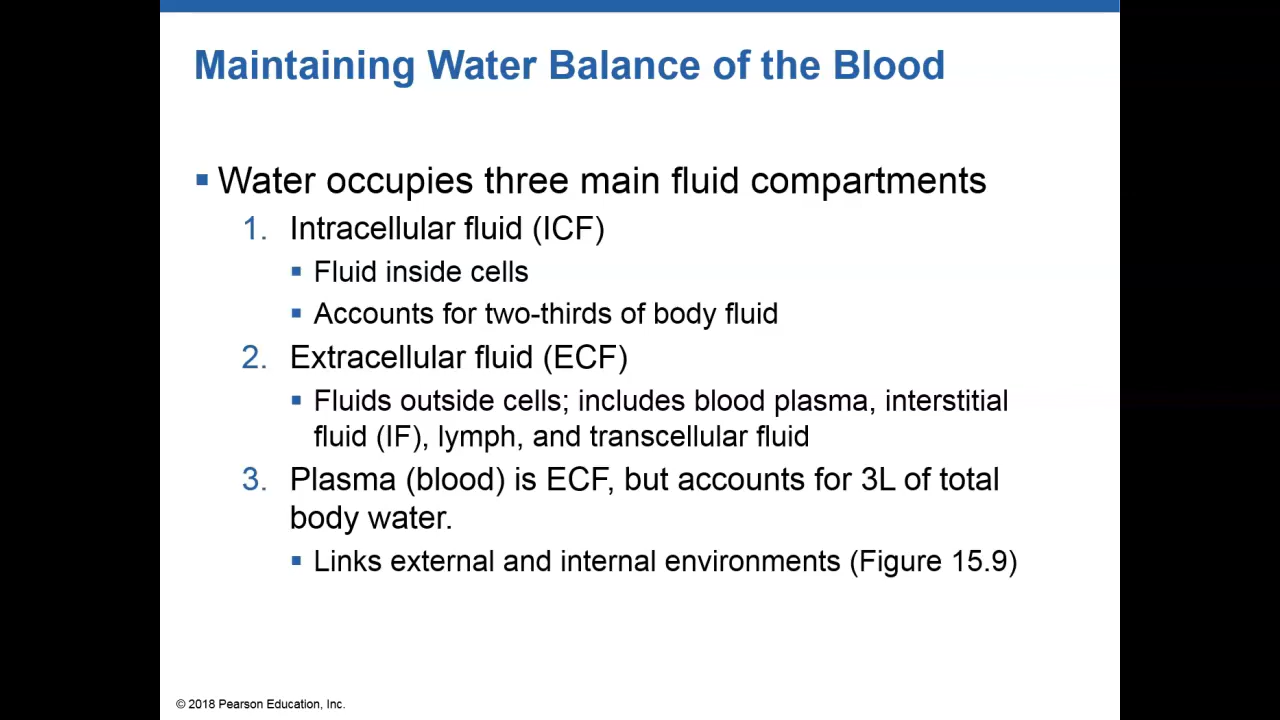 Maintaining Water Balance of the Blood
▪ Water occupies three main fluid compartments
1. Intracellular fluid (ICF)
▪ Fluid inside cells
▪ Accounts for two-thirds of body fluid
2. Extracellular fluid (ECF)
▪ Fluids outside cells; includes blood plasma, interstitial
fluid (IF), lymph, and transcellular fluid
3. Plasma (blood) is ECF, but accounts for 3L of total
body water.
▪ Links external and internal environments (Figure 15.9)
© 2018 Pearson Education, Inc.